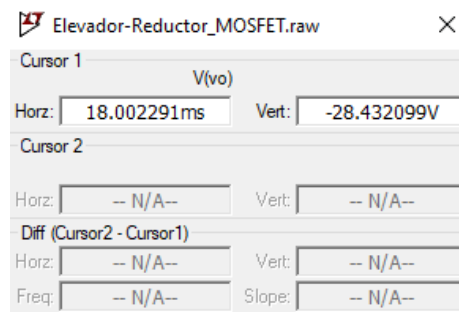 Elevador-Reductor_MOSFET.raw
Cursor 1
V(vo)
Horz: 18.002291ms Vert: -28.432099V
Cursor 2
Horz: -- N/A-- Vert: -- N/A--
Diff (Cursor2 - Cursor1)
Horz: -- N/A-- Vert: -- N/A--
Freq: -- N/A-- Slope: -- N/A--